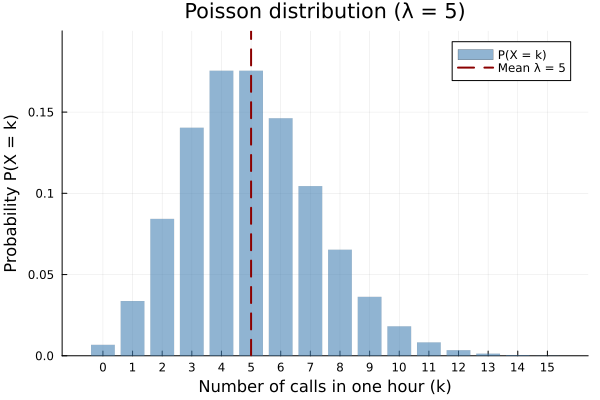 Poisson distribution (λ = 5)
P(X = k)
Mean λ = 5
Probability P(X = k)
0.15
0.1
0.05
0.0
0 1 2 3 4 5 6 7 8 9 10 11 12 13 14 15
Number of calls in one hour (k)